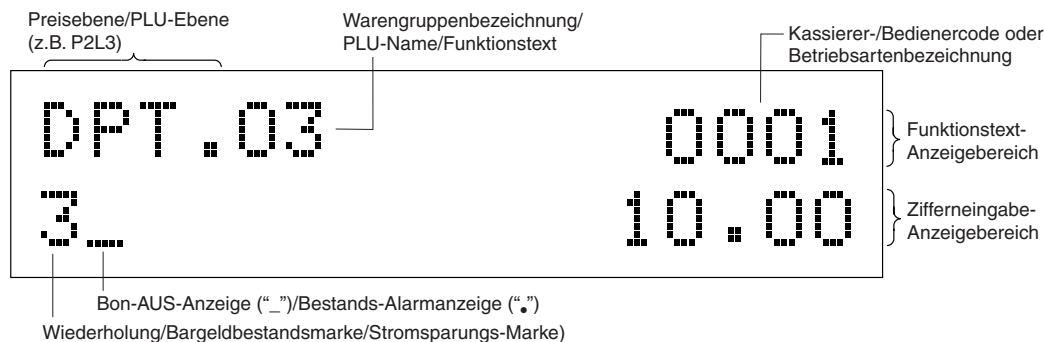 Preisebene/PLU-Ebene
(z.B. P2L3)
Warengruppenbezeichnung/
PLU-Name/Funktionstext
Kassierer-/Bedienercode oder
Betriebsartenbezeichnung
DPT.03 0001
Funktionstext-
Anzeigebereich
3_ 10.00
Zifferneingabe-
Anzeigebereich
Bon-AUS-Anzeige (“_”)/Bestands-Alarmanzeige (“.”)
Wiederholung/Bargeldbestandsmarke/Stromsparungs-Marke)